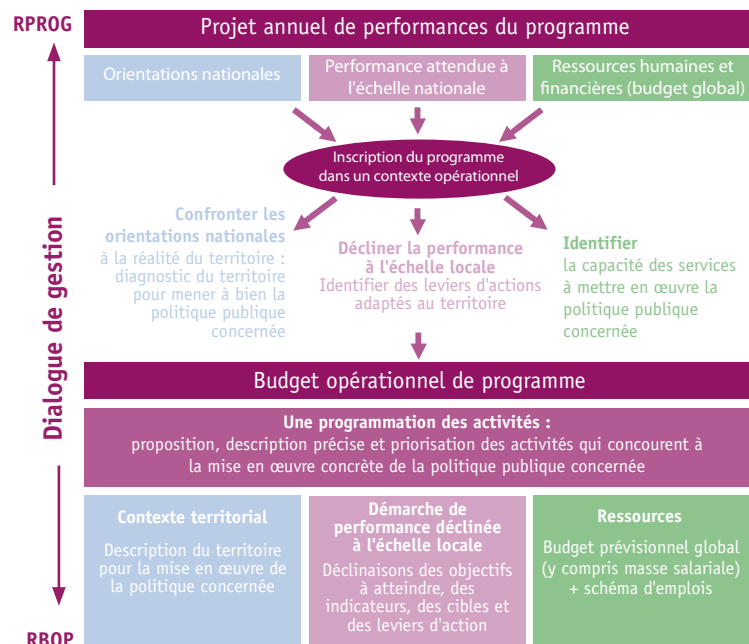 RPROG
Projet annuel de performances du programme
Orientations nationales
Performance attendue à
l'échelle nationale
Ressources humaines et
financières (budget global)
Inscription du programme
dans un contexte opérationnel
Dialogue de gestion
Confronter les
orientations nationales
à la réalité du territoire :
diagnostic du territoire
pour mener à bien la
politique publique
concernée
Décliner la performance
à l'échelle locale
Identifier des leviers d'actions
adaptés au territoire
Identifier
la capacité des services
à mettre en œuvre la
politique publique
concernée
Budget opérationnel de programme
Une programmation des activités :
proposition, description précise et priorisation des activités qui concourent à
la mise en œuvre concrète de la politique publique concernée
Contexte territorial
Description du territoire
pour la mise en œuvre de
la politique concernée
Démarche de
performance déclinée
à l'échelle locale
Déclinaisons des objectifs
à atteindre, des
indicateurs, des cibles et
des leviers d'action
Ressources
Budget prévisionnel global
(y compris masse salariale)
+ schéma d'emplois
RBOP